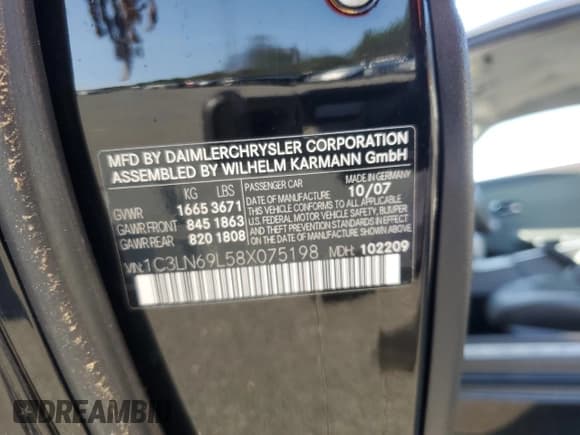 MFD BY DAIMLERCHRYSLER CORPORATION
ASSEMBLED BY WILHELM KARMANN GmbH
KG LBS PASSENGER CAR MADE IN GERMANY
GVWR 1665 3671 DATE OF MANUFACTURE 10/07
GAWR.FRONT 845 1863 THIS VEHICLE CONFORMS TO ALL APPLICABLE
GAWR.REAR 820 1808 U.S. FEDERAL MOTOR VEHICLE SAFETY, BUMPER,
AND THEFT PREVENTION STANDARDS IN EFFECT
ON THE DATE OF MANUFACTURE SHOWN ABOVE.
VIN: 1C3LN69L58X075198 MDH: 102209
DREAMBID